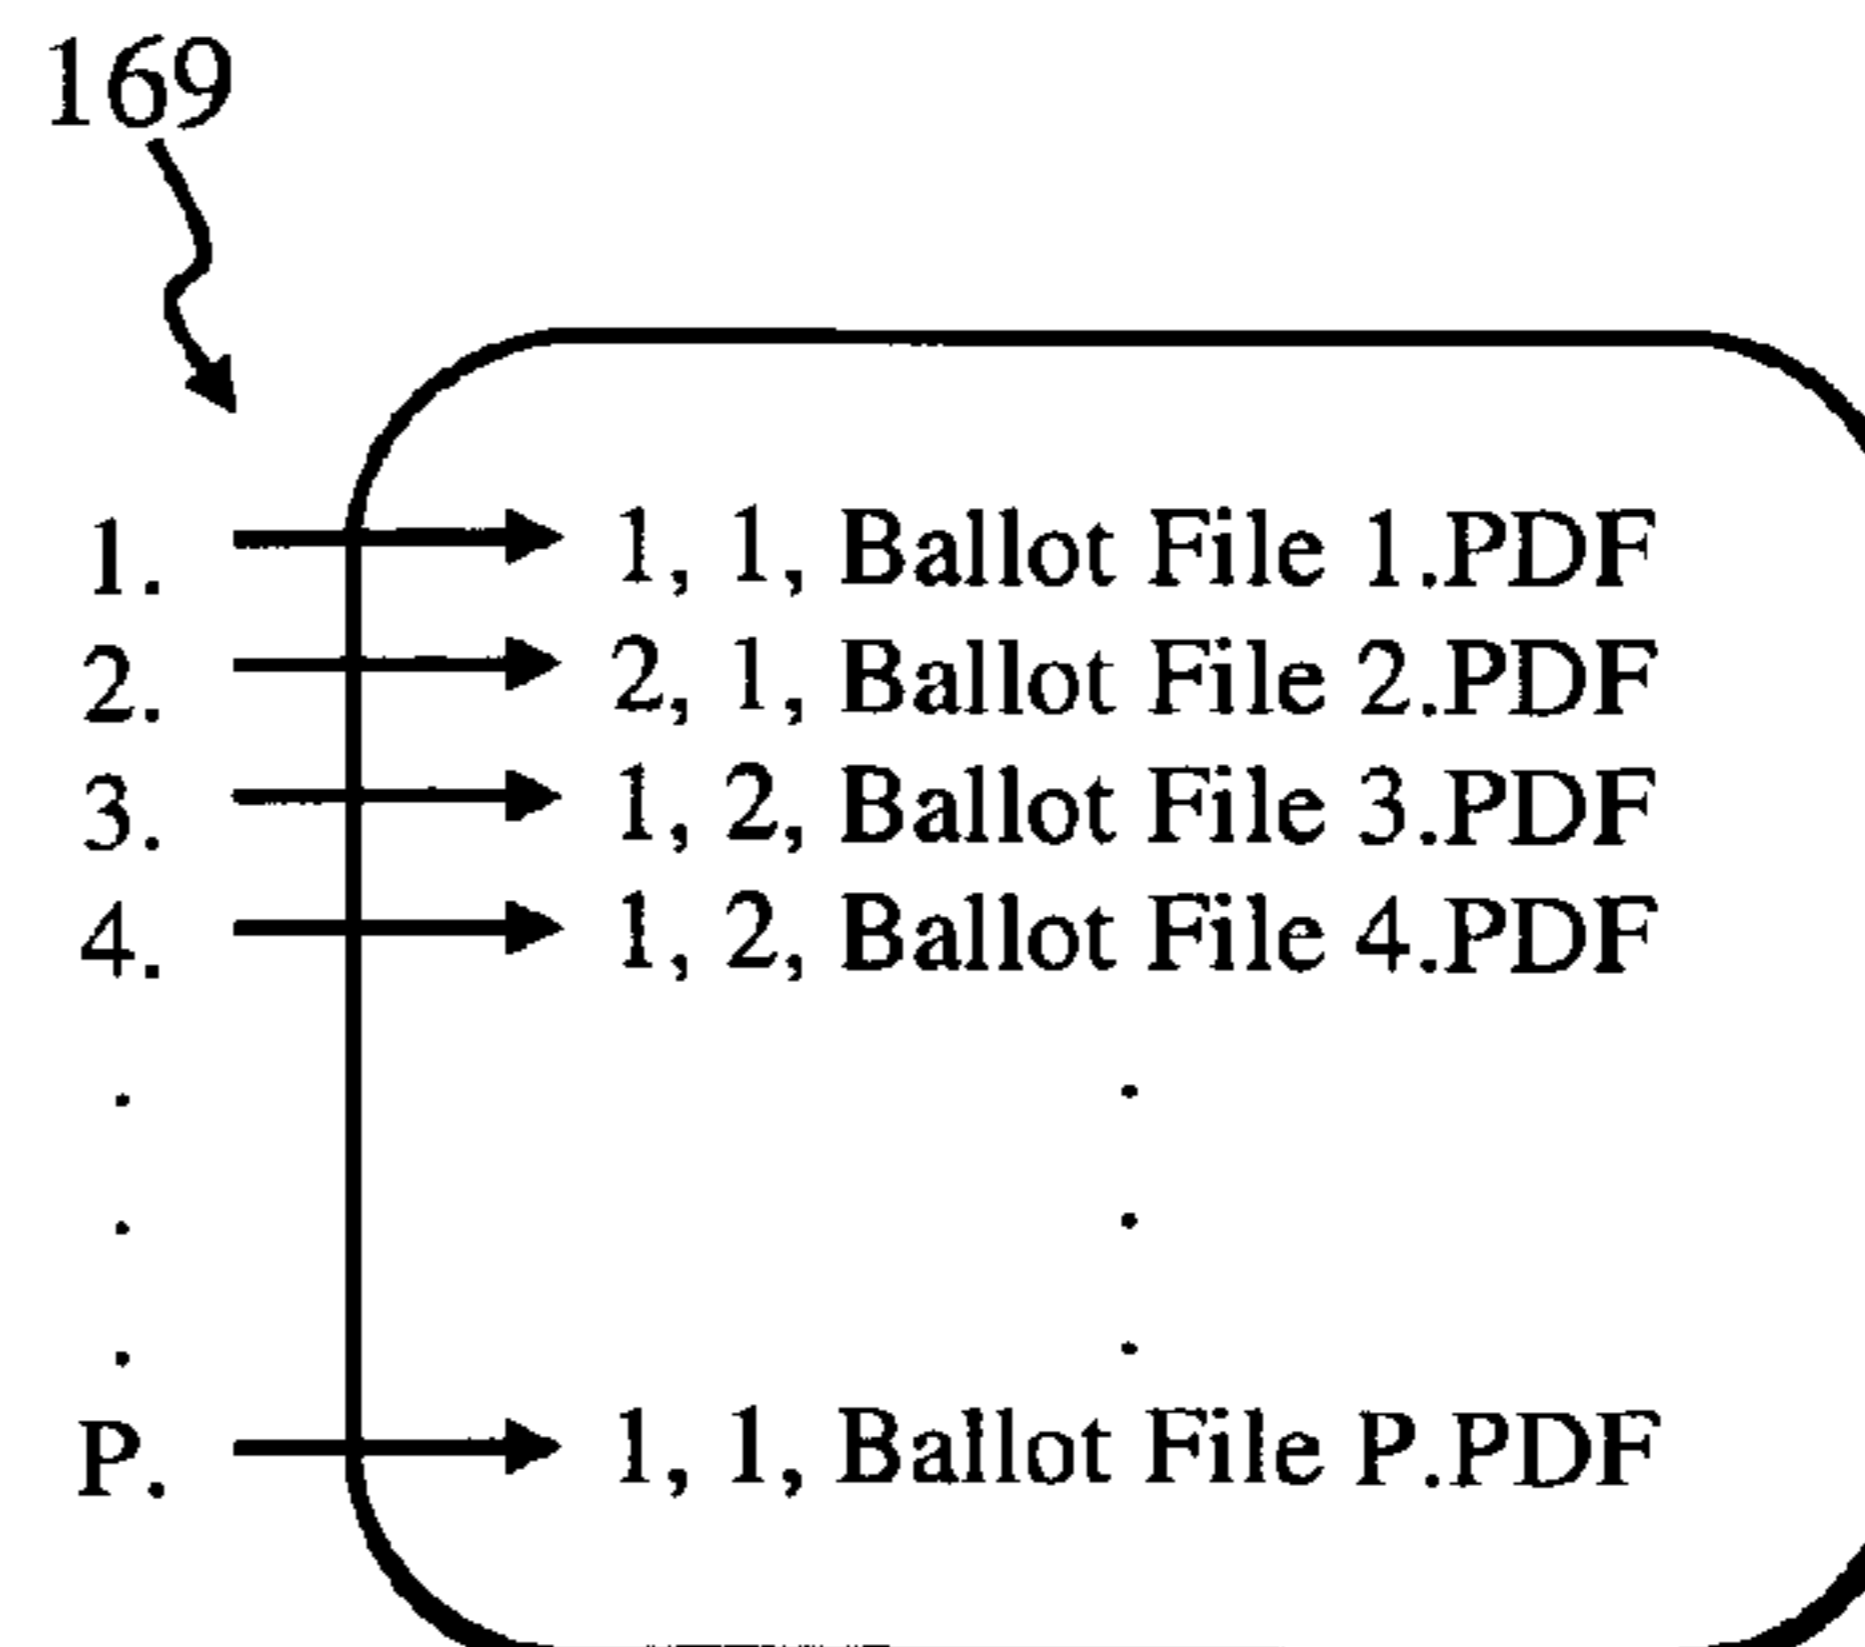 169
1. 1, 1, Ballot File 1.PDF
2. 2, 1, Ballot File 2.PDF
3. 1, 2, Ballot File 3.PDF
4. 1, 2, Ballot File 4.PDF
. .
. .
. .
P. 1, 1, Ballot File P.PDF